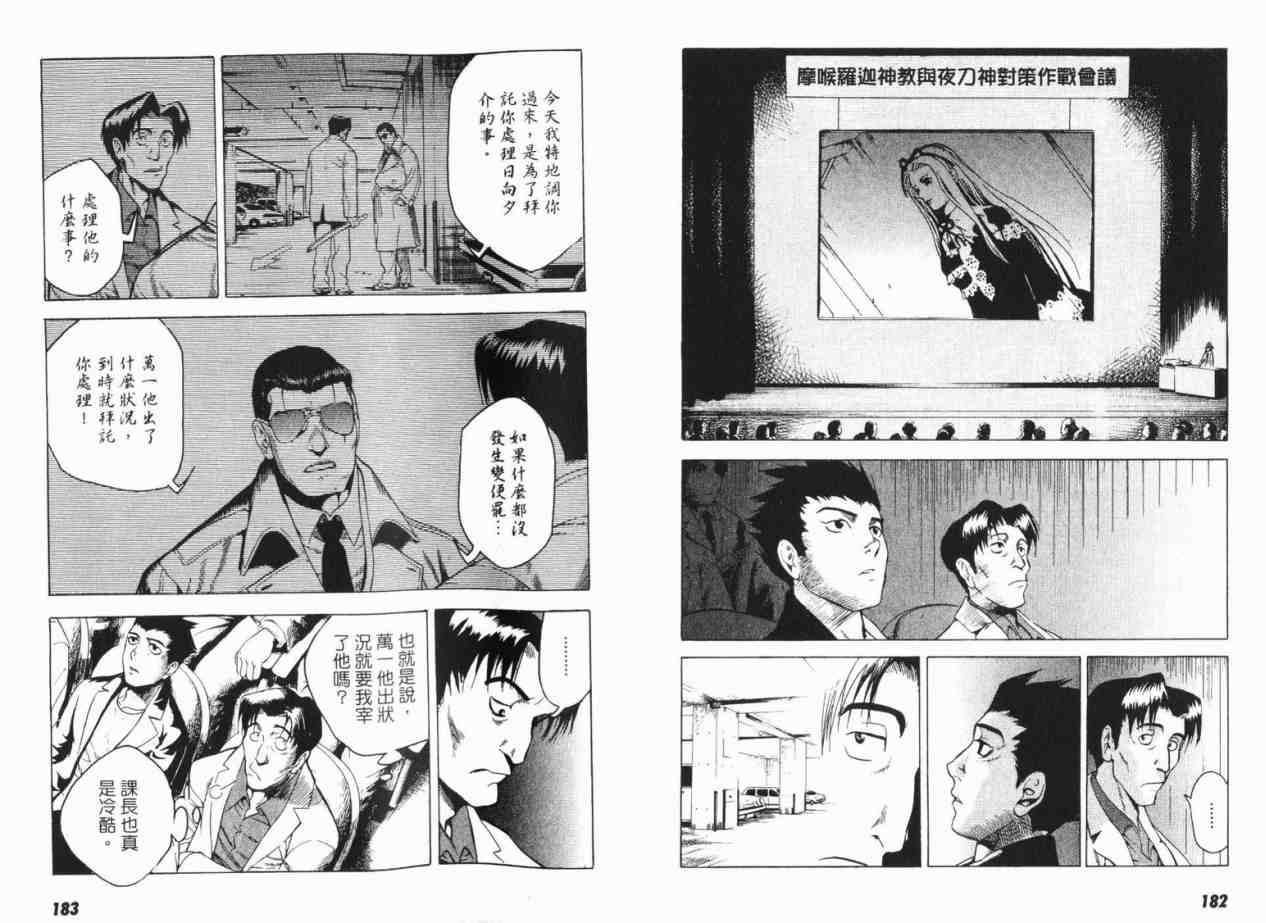 摩喉羅迦神教與夜刀神對策作戰會議
……
182
今天我特地調你
過來，是為了拜
託你處理日向夕
介的事。
處理他的
什麼事？
如果什麼都沒
發生變便罷…
萬一他出了
什麼狀況，
到時就拜託
你處理！
………
也就是說，
萬一他出狀
況就要我宰
了他嗎？
課長也真
是冷酷。
183